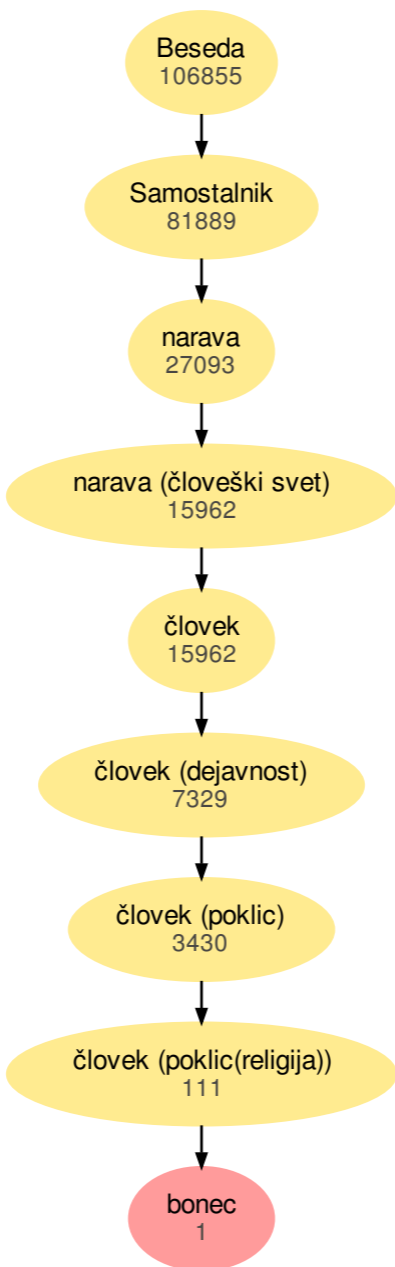 Beseda
106855
Samostalnik
81889
narava
27093
narava (človeški svet)
15962
človek
15962
človek (dejavnost)
7329
človek (poklic)
3430
človek (poklic(religija))
111
bonec
1